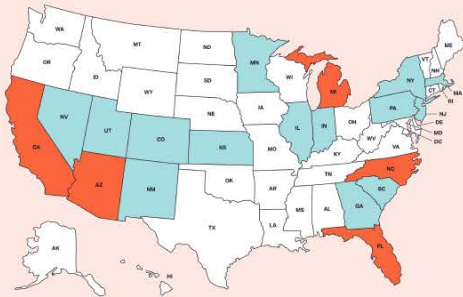 WA
MT
ND
MN
ME
OR
ID
SD
WI
MI
VT
NH
NY
MA
CT
RI
WY
IA
NE
PA
NJ
NV
UT
CO
IL
IN
OH
DE
MD
DC
WV
VA
CA
KS
MO
KY
AZ
NM
OK
AR
TN
NC
SC
MS
AL
GA
TX
LA
FL
AK
HI